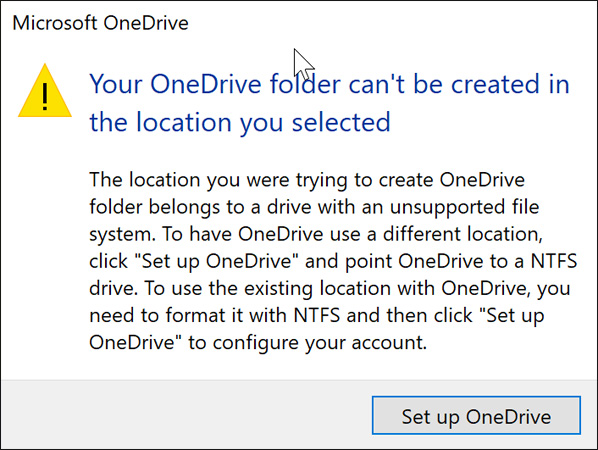 Microsoft OneDrive
Your OneDrive folder can't be created in
the location you selected
The location you were trying to create OneDrive
folder belongs to a drive with an unsupported file
system. To have OneDrive use a different location,
click "Set up OneDrive" and point OneDrive to a NTFS
drive. To use the existing location with OneDrive, you
need to format it with NTFS and then click "Set up
OneDrive" to configure your account.
Set up OneDrive